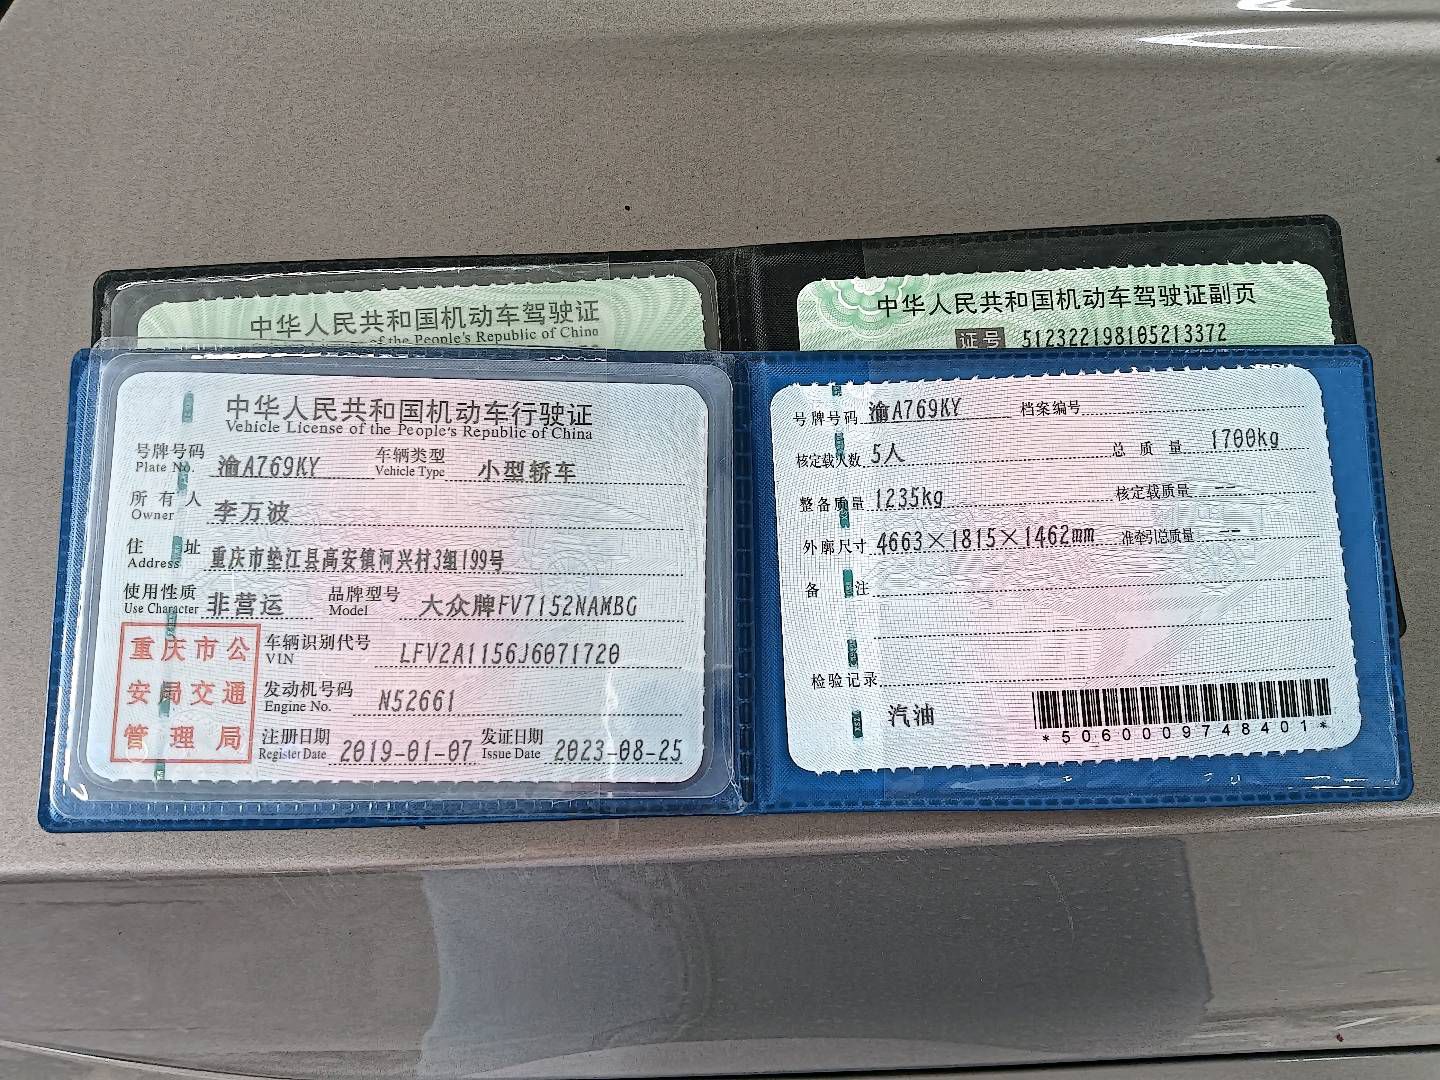 中华人民共和国机动车驾驶证
License of the People's Republic of China
中华人民共和国机动车驾驶证副页
证号 512322198105213372
中华人民共和国机动车行驶证
Vehicle License of the People's Republic of China
号牌号码 渝A769KY 车辆类型 小型轿车
Plate No. Vehicle Type
所有人 李万波
Owner
住址 重庆市垫江县高安镇河兴村3组199号
Address
使用性质 非营运 品牌型号 大众牌FV7152NAMBG
Use Character Model
重庆市公
安局交通
管理局
车辆识别代号 LFV2A1156J6071720
VIN
发动机号码 N52661
Engine No.
注册日期 2019-01-07 发证日期 2023-08-25
Register Date Issue Date
号牌号码 渝A769KY 档案编号
核定载人数 5人 总质量 1700kg
整备质量 1235kg 核定载质量 --
外廓尺寸 4663×1815×1462mm 准牵引总质量 --
备注
检验记录
汽油
*5060009748401*